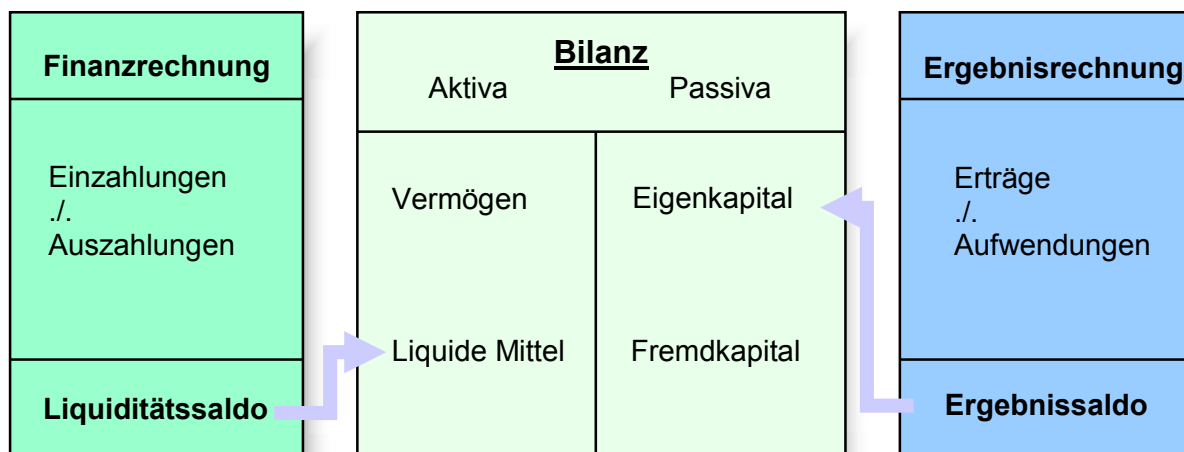 Finanzrechnung
Einzahlungen
./.
Auszahlungen
Liquiditätssaldo
Bilanz
Aktiva Passiva
Vermögen Eigenkapital
Liquide Mittel Fremdkapital
Ergebnisrechnung
Erträge
./.
Aufwendungen
Ergebnissaldo